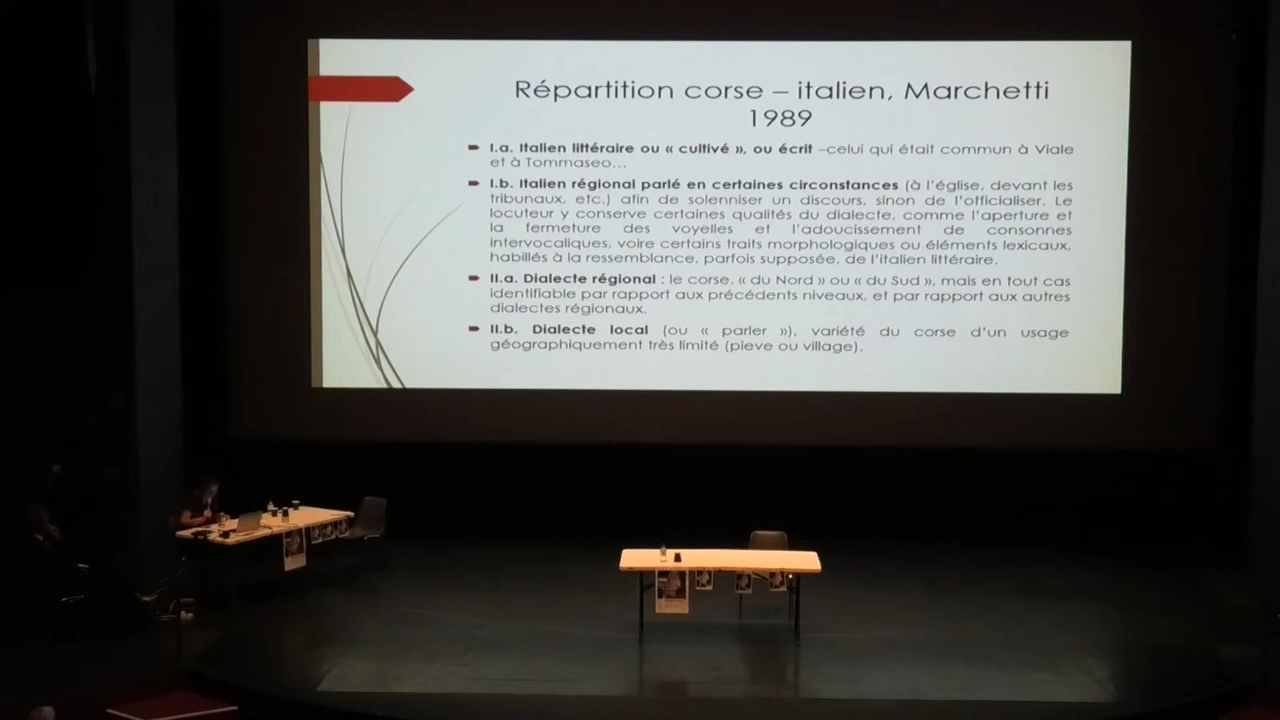 Répartition corse – italien, Marchetti
1989
I.a. Italien littéraire ou « cultivé », ou écrit –celui qui était commun à Viale
et à Tommaseo…
I.b. Italien régional parlé en certaines circonstances (à l'église, devant les
tribunaux, etc.) afin de solenniser un discours, sinon de l'officialiser. Le
locuteur y conserve certaines qualités du dialecte, comme l'aperture et
la fermeture des voyelles et l'adoucissement de consonnes
intervocaliques, voire certains traits morphologiques ou éléments lexicaux,
habillés à la ressemblance, parfois supposée, de l'italien littéraire.
II.a. Dialecte régional : le corse, « du Nord » ou « du Sud », mais en tout cas
identifiable par rapport aux précédents niveaux, et par rapport aux autres
dialectes régionaux.
II.b. Dialecte local (ou « parler »), variété du corse d'un usage
géographiquement très limité (pieve ou village).